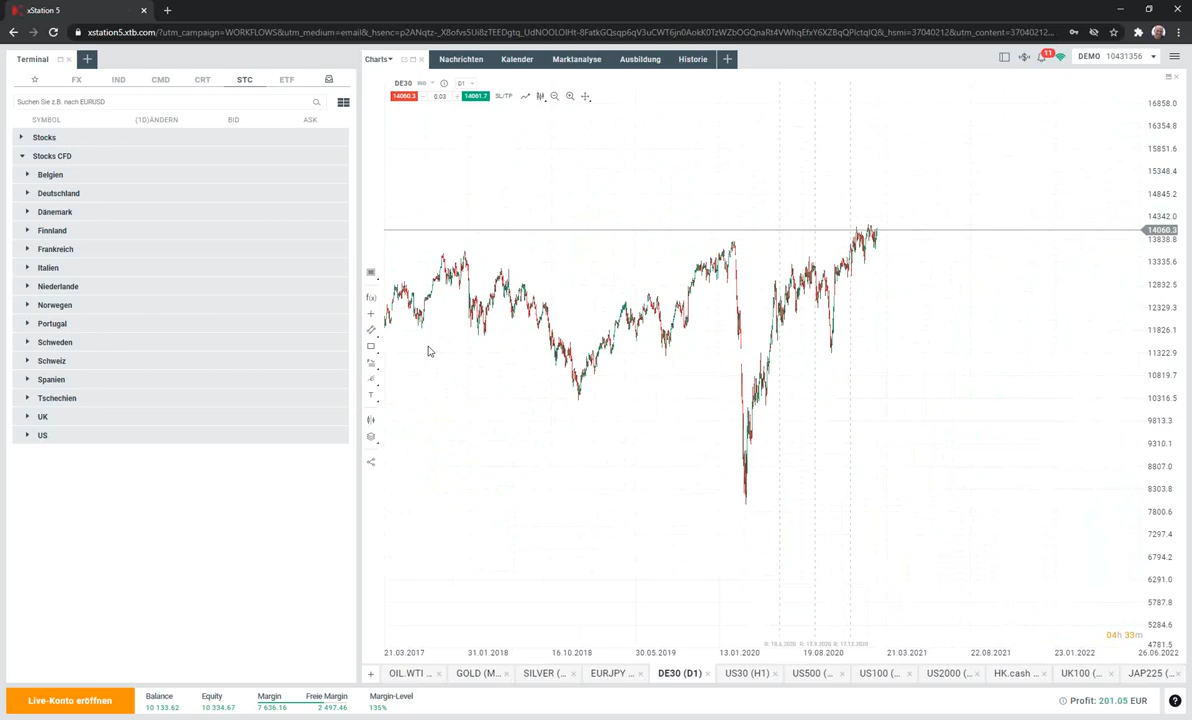 xStation 5
xstation5.xtb.com/?utm_campaign=WORKFLOWS&utm_medium=email&_hsenc=
&_hsmi=37040212&utm_content=37040212...
Terminal
Charts
Nachrichten
Kalender
Marktanalyse
Ausbildung
Historie
11
DEMO 10431356
FX
IND
CMD
CRT
STC
ETF
DE30
D1
14060.3
0.03
14061.7
SL/TP
Suchen Sie z.B. nach EURUSD
SYMBOL
(1D)ÄNDERN
BID
ASK
Stocks
Stocks CFD
Belgien
Deutschland
Dänemark
Finnland
Frankreich
Italien
Niederlande
Norwegen
Portugal
Schweden
Schweiz
Spanien
Tschechien
UK
US
f(x)
T
16858.0
16354.8
15851.6
15348.4
14845.2
14342.0
14060.3
13838.8
13335.6
12832.5
12329.3
11826.1
11322.9
10819.7
10316.5
9813.3
9310.1
8807.0
8303.8
7800.6
7297.4
6794.2
6291.0
5787.8
5284.6
4781.5
04h 33m
21.03.2017
31.01.2018
16.10.2018
30.05.2019
13.01.2020
19.08.2020
21.03.2021
22.08.2021
23.01.2022
26.06.2022
OIL.WTI ...
GOLD (M...
SILVER (...
EURJPY ...
DE30 (D1)
US30 (H1)
US500 (...
US100 (...
US2000 (...
HK.cash ...
UK100 (...
JAP225 (...
Live-Konto eröffnen
Balance
10 133.62
Equity
10 334.67
Margin
7 636.16
Freie Margin
2 497.46
Margin-Level
135%
Profit: 201.05 EUR